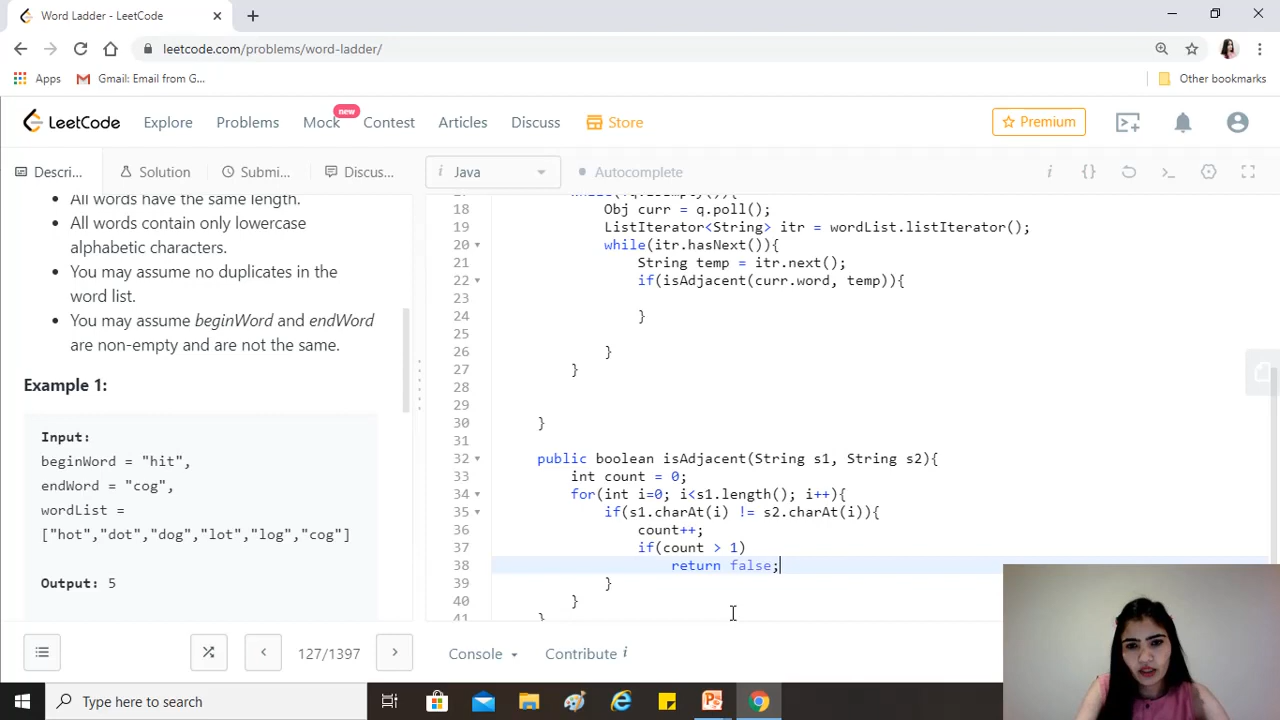 Word Ladder - LeetCode
leetcode.com/problems/word-ladder/
Apps
Gmail: Email from G...
Other bookmarks
LeetCode
Explore
Problems
Mock
new
Contest
Articles
Discuss
Store
Premium
Descri...
Solution
Submi...
Discus...
i Java
Autocomplete
i {}
All words have the same length.
All words contain only lowercase
alphabetic characters.
You may assume no duplicates in the
word list.
You may assume beginWord and endWord
are non-empty and are not the same.
Example 1:
Input:
beginWord = "hit",
endWord = "cog",
wordList =
["hot","dot","dog","lot","log","cog"]
Output: 5
18 Obj curr = q.poll();
19 ListIterator<String> itr = wordList.listIterator();
20 while(itr.hasNext()){
21 String temp = itr.next();
22 if(isAdjacent(curr.word, temp)){
23
24 }
25
26 }
27 }
28
29
30 }
31
32 public boolean isAdjacent(String s1, String s2){
33 int count = 0;
34 for(int i=0; i<s1.length(); i++){
35 if(s1.charAt(i) != s2.charAt(i)){
36 count++;
37 if(count > 1)
38 return false;
39 }
40 }
41 }
127/1397
Console
Contribute i
Type here to search